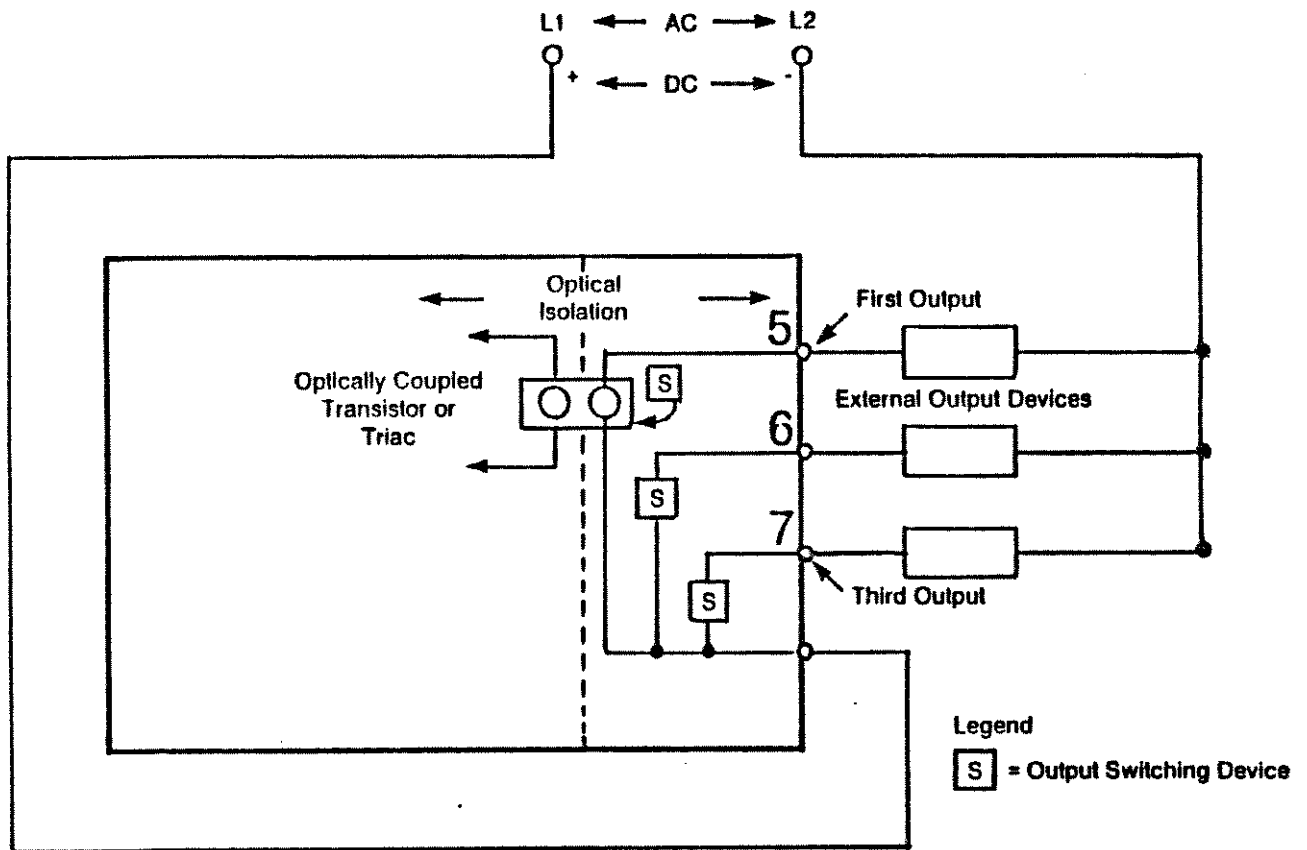 L1 AC L2
+ DC -
Optical
Isolation
First Output
5
S
Optically Coupled
Transistor or
Triac
External Output Devices
6
S
7
S
Third Output
Legend
S = Output Switching Device